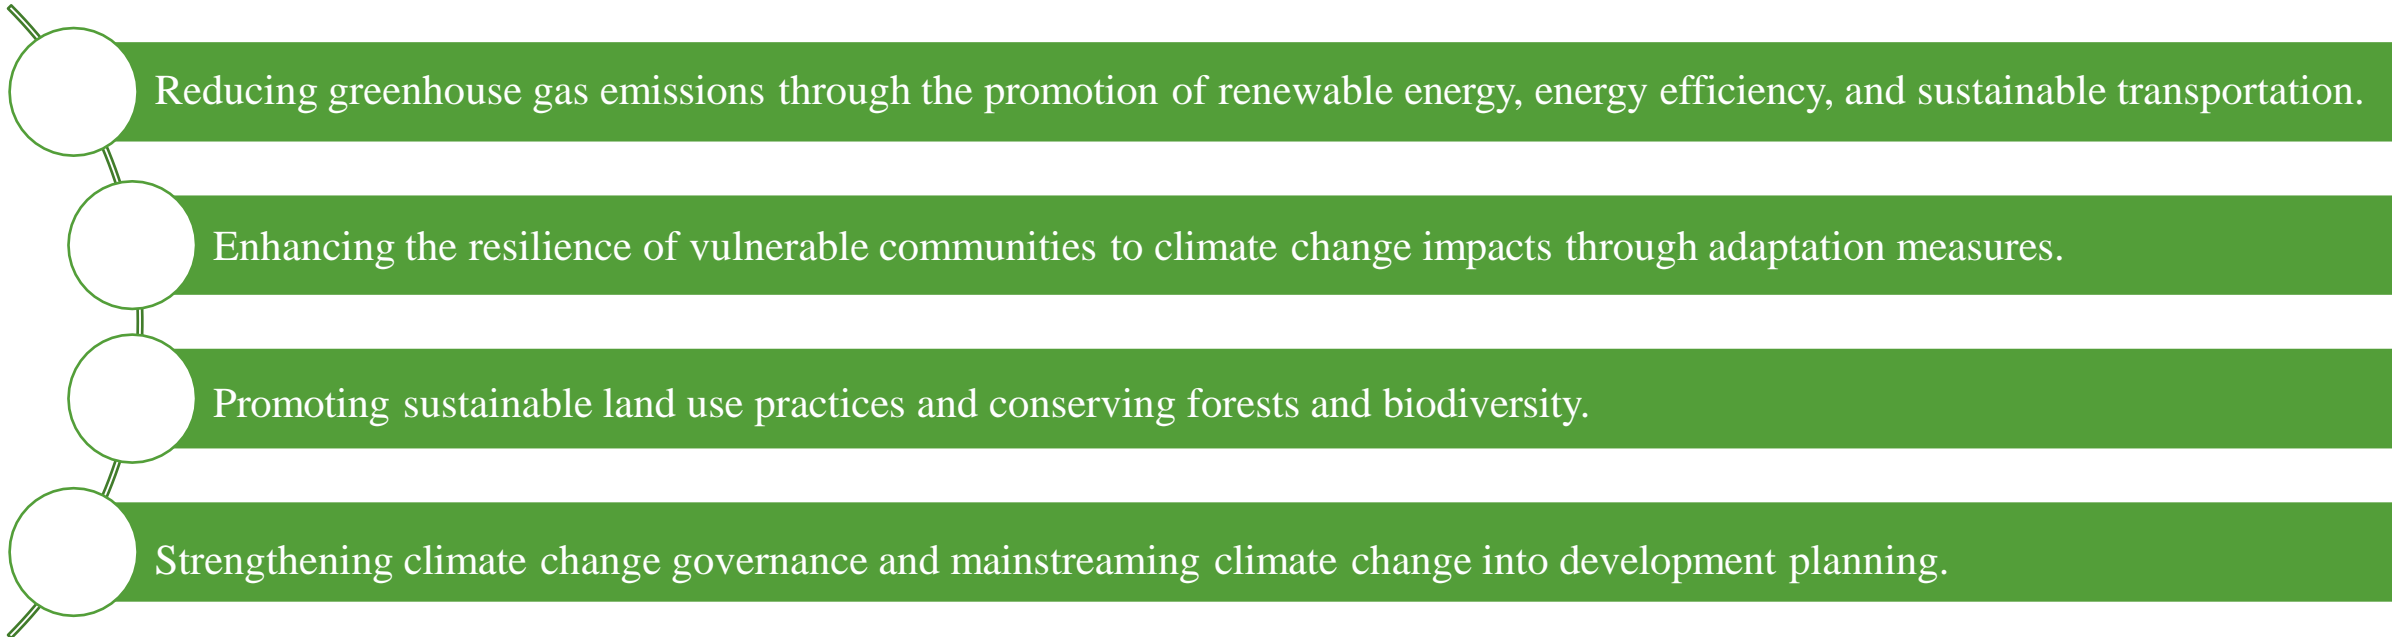 Reducing greenhouse gas emissions through the promotion of renewable energy, energy efficiency, and sustainable transportation.
Enhancing the resilience of vulnerable communities to climate change impacts through adaptation measures.
Promoting sustainable land use practices and conserving forests and biodiversity.
Strengthening climate change governance and mainstreaming climate change into development planning.